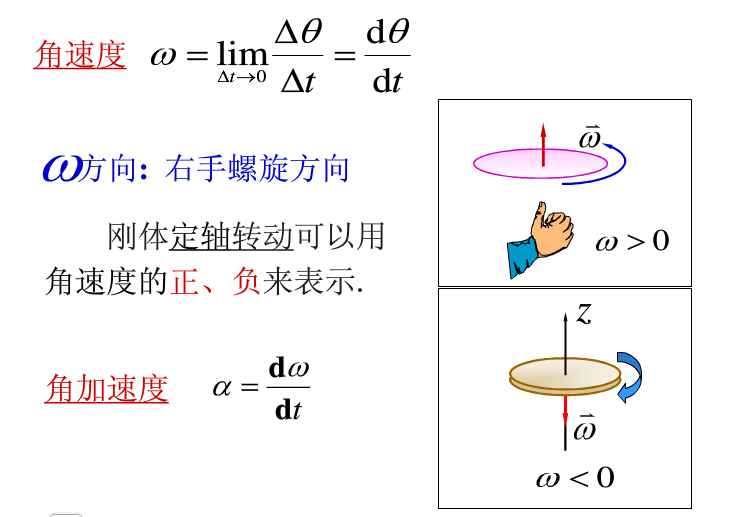 角速度 ω = lim Δt→0 Δθ/Δt = dθ/dt
ω方向：右手螺旋方向
刚体定轴转动可以用
角速度的正、负来表示.
角加速度 α = dω/dt
ω⃗
ω > 0
z
ω⃗
ω < 0